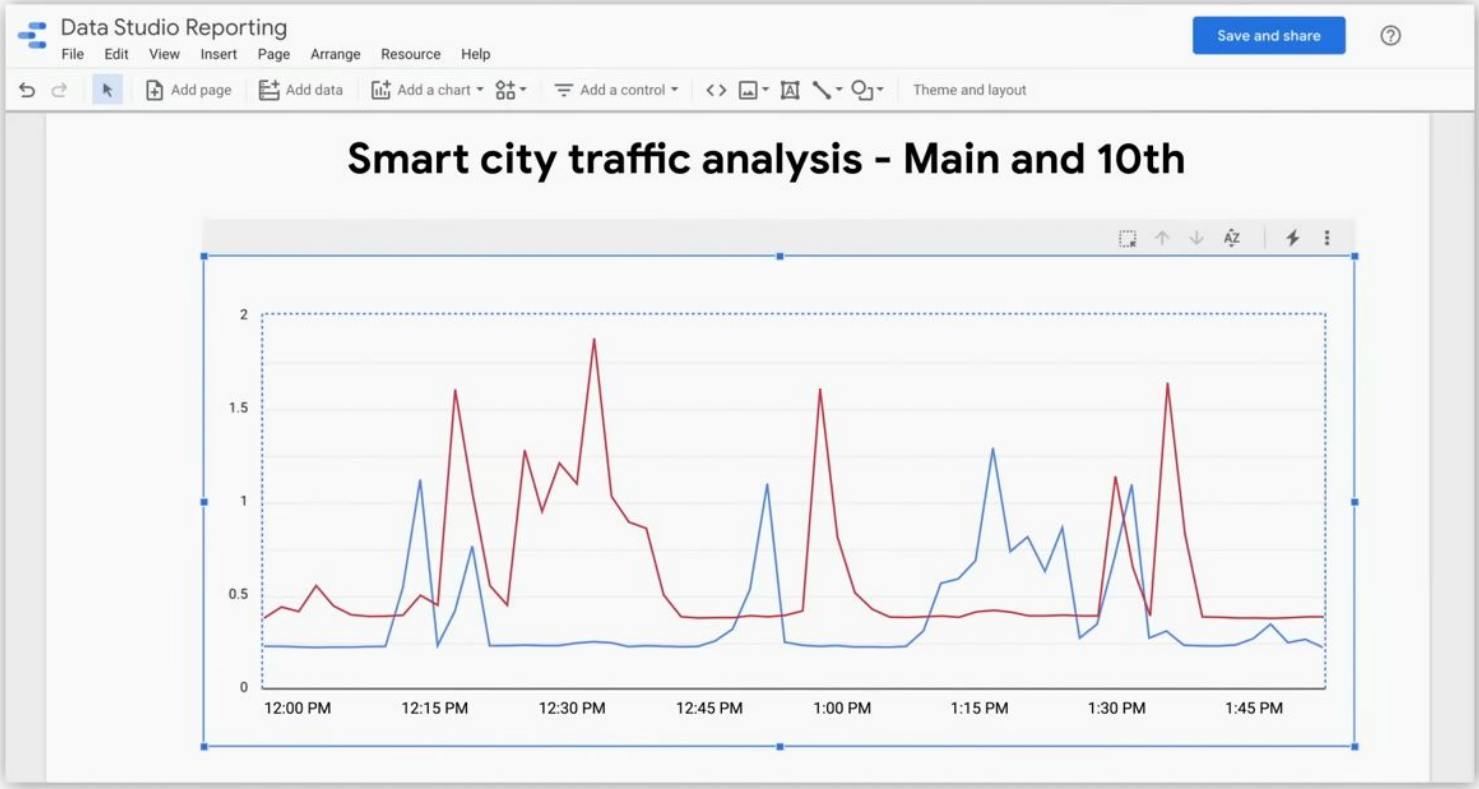 Data Studio Reporting
Save and share
File Edit View Insert Page Arrange Resource Help
Add page Add data Add a chart Add a control Theme and layout
Smart city traffic analysis - Main and 10th
AZ
2
1.5
1
0.5
0
12:00 PM 12:15 PM 12:30 PM 12:45 PM 1:00 PM 1:15 PM 1:30 PM 1:45 PM